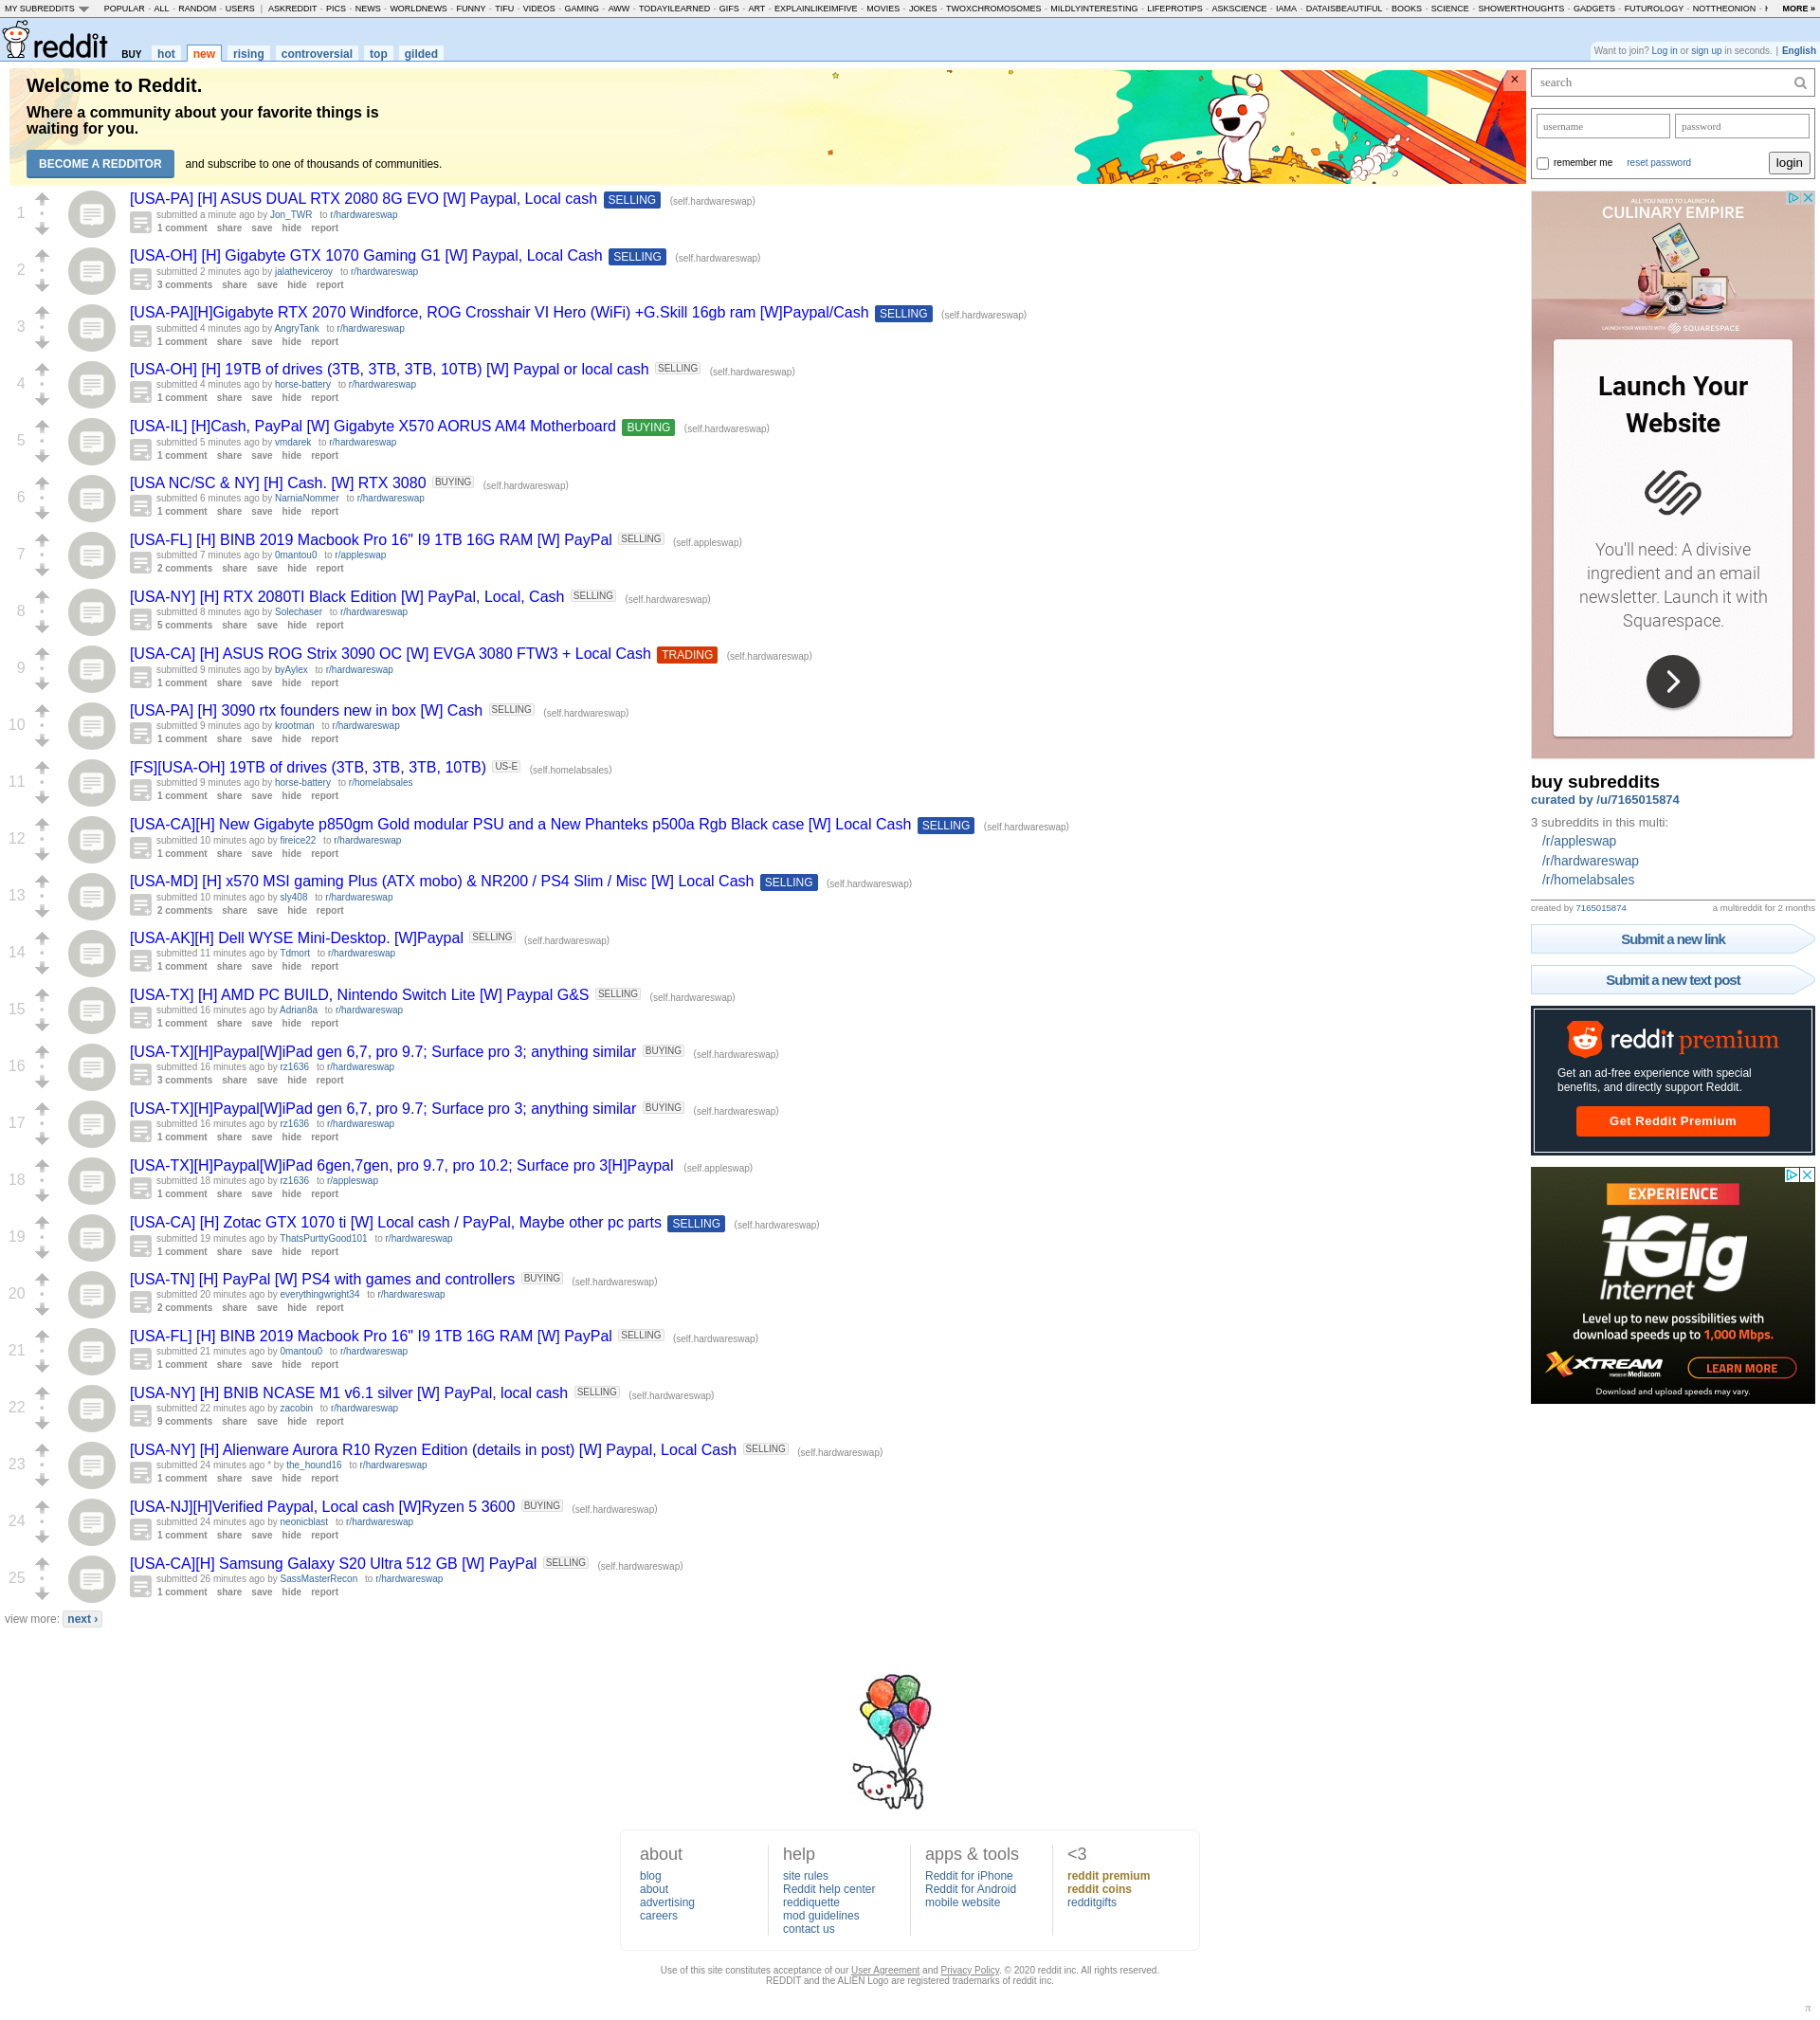 MY SUBREDDITS POPULAR - ALL - RANDOM - USERS | ASKREDDIT - PICS - NEWS - WORLDNEWS - FUNNY - TIFU - VIDEOS - GAMING - AWW - TODAYILEARNED - GIFS - ART - EXPLAINLIKEIMFIVE - MOVIES - JOKES - TWOXCHROMOSOMES - MILDLYINTERESTING - LIFEPROTIPS - ASKSCIENCE - IAMA - DATAISBEAUTIFUL - BOOKS - SCIENCE - SHOWERTHOUGHTS - GADGETS - FUTUROLOGY - NOTTHEONION - MORE »
reddit BUY hot new rising controversial top gilded
Want to join? Log in or sign up in seconds. | English
Welcome to Reddit.
Where a community about your favorite things is
waiting for you.
BECOME A REDDITOR and subscribe to one of thousands of communities.
1
[USA-PA] [H] ASUS DUAL RTX 2080 8G EVO [W] Paypal, Local cash SELLING (self.hardwareswap)
submitted a minute ago by Jon_TWR to r/hardwareswap
1 comment share save hide report
2
[USA-OH] [H] Gigabyte GTX 1070 Gaming G1 [W] Paypal, Local Cash SELLING (self.hardwareswap)
submitted 2 minutes ago by jalatheviceroy to r/hardwareswap
3 comments share save hide report
3
[USA-PA][H]Gigabyte RTX 2070 Windforce, ROG Crosshair VI Hero (WiFi) +G.Skill 16gb ram [W]Paypal/Cash SELLING (self.hardwareswap)
submitted 4 minutes ago by AngryTank to r/hardwareswap
1 comment share save hide report
4
[USA-OH] [H] 19TB of drives (3TB, 3TB, 3TB, 10TB) [W] Paypal or local cash SELLING (self.hardwareswap)
submitted 4 minutes ago by horse-battery to r/hardwareswap
1 comment share save hide report
5
[USA-IL] [H]Cash, PayPal [W] Gigabyte X570 AORUS AM4 Motherboard BUYING (self.hardwareswap)
submitted 5 minutes ago by vmdarek to r/hardwareswap
1 comment share save hide report
6
[USA NC/SC & NY] [H] Cash. [W] RTX 3080 BUYING (self.hardwareswap)
submitted 6 minutes ago by NarniaNommer to r/hardwareswap
1 comment share save hide report
7
[USA-FL] [H] BINB 2019 Macbook Pro 16" I9 1TB 16G RAM [W] PayPal SELLING (self.appleswap)
submitted 7 minutes ago by 0mantou0 to r/appleswap
2 comments share save hide report
8
[USA-NY] [H] RTX 2080TI Black Edition [W] PayPal, Local, Cash SELLING (self.hardwareswap)
submitted 8 minutes ago by Solechaser to r/hardwareswap
5 comments share save hide report
9
[USA-CA] [H] ASUS ROG Strix 3090 OC [W] EVGA 3080 FTW3 + Local Cash TRADING (self.hardwareswap)
submitted 9 minutes ago by byAylex to r/hardwareswap
1 comment share save hide report
10
[USA-PA] [H] 3090 rtx founders new in box [W] Cash SELLING (self.hardwareswap)
submitted 9 minutes ago by krootman to r/hardwareswap
1 comment share save hide report
11
[FS][USA-OH] 19TB of drives (3TB, 3TB, 3TB, 10TB) US-E (self.homelabsales)
submitted 9 minutes ago by horse-battery to r/homelabsales
1 comment share save hide report
12
[USA-CA][H] New Gigabyte p850gm Gold modular PSU and a New Phanteks p500a Rgb Black case [W] Local Cash SELLING (self.hardwareswap)
submitted 10 minutes ago by fireice22 to r/hardwareswap
1 comment share save hide report
13
[USA-MD] [H] x570 MSI gaming Plus (ATX mobo) & NR200 / PS4 Slim / Misc [W] Local Cash SELLING (self.hardwareswap)
submitted 10 minutes ago by sly408 to r/hardwareswap
2 comments share save hide report
14
[USA-AK][H] Dell WYSE Mini-Desktop. [W]Paypal SELLING (self.hardwareswap)
submitted 11 minutes ago by Tdmort to r/hardwareswap
1 comment share save hide report
15
[USA-TX] [H] AMD PC BUILD, Nintendo Switch Lite [W] Paypal G&S SELLING (self.hardwareswap)
submitted 16 minutes ago by Adrian8a to r/hardwareswap
1 comment share save hide report
16
[USA-TX][H]Paypal[W]iPad gen 6,7, pro 9.7; Surface pro 3; anything similar BUYING (self.hardwareswap)
submitted 16 minutes ago by rz1636 to r/hardwareswap
3 comments share save hide report
17
[USA-TX][H]Paypal[W]iPad gen 6,7, pro 9.7; Surface pro 3; anything similar BUYING (self.hardwareswap)
submitted 16 minutes ago by rz1636 to r/hardwareswap
1 comment share save hide report
18
[USA-TX][H]Paypal[W]iPad 6gen,7gen, pro 9.7, pro 10.2; Surface pro 3[H]Paypal (self.appleswap)
submitted 18 minutes ago by rz1636 to r/appleswap
1 comment share save hide report
19
[USA-CA] [H] Zotac GTX 1070 ti [W] Local cash / PayPal, Maybe other pc parts SELLING (self.hardwareswap)
submitted 19 minutes ago by ThatsPurttyGood101 to r/hardwareswap
1 comment share save hide report
20
[USA-TN] [H] PayPal [W] PS4 with games and controllers BUYING (self.hardwareswap)
submitted 20 minutes ago by everythingwright34 to r/hardwareswap
2 comments share save hide report
21
[USA-FL] [H] BINB 2019 Macbook Pro 16" I9 1TB 16G RAM [W] PayPal SELLING (self.hardwareswap)
submitted 21 minutes ago by 0mantou0 to r/hardwareswap
1 comment share save hide report
22
[USA-NY] [H] BNIB NCASE M1 v6.1 silver [W] PayPal, local cash SELLING (self.hardwareswap)
submitted 22 minutes ago by zacobin to r/hardwareswap
9 comments share save hide report
23
[USA-NY] [H] Alienware Aurora R10 Ryzen Edition (details in post) [W] Paypal, Local Cash SELLING (self.hardwareswap)
submitted 24 minutes ago * by the_hound16 to r/hardwareswap
1 comment share save hide report
24
[USA-NJ][H]Verified Paypal, Local cash [W]Ryzen 5 3600 BUYING (self.hardwareswap)
submitted 24 minutes ago by neonicblast to r/hardwareswap
1 comment share save hide report
25
[USA-CA][H] Samsung Galaxy S20 Ultra 512 GB [W] PayPal SELLING (self.hardwareswap)
submitted 26 minutes ago by SassMasterRecon to r/hardwareswap
1 comment share save hide report
view more: next ›
search
username password
remember me reset password login
ALL YOU NEED TO LAUNCH A
CULINARY EMPIRE
LAUNCH YOUR WEBSITE WITH SQUARESPACE
Launch Your
Website
You'll need: A divisive
ingredient and an email
newsletter. Launch it with
Squarespace.
buy subreddits
curated by /u/7165015874
3 subreddits in this multi:
/r/appleswap
/r/hardwareswap
/r/homelabsales
created by 7165015874 a multireddit for 2 months
Submit a new link
Submit a new text post
reddit premium
Get an ad-free experience with special
benefits, and directly support Reddit.
Get Reddit Premium
EXPERIENCE
1Gig
Internet
Level up to new possibilities with
download speeds up to 1,000 Mbps.
XTREAM POWERED BY Mediacom LEARN MORE
Download and upload speeds may vary.
about
blog
about
advertising
careers
help
site rules
Reddit help center
reddiquette
mod guidelines
contact us
apps & tools
Reddit for iPhone
Reddit for Android
mobile website
<3
reddit premium
reddit coins
redditgifts
Use of this site constitutes acceptance of our User Agreement and Privacy Policy. © 2020 reddit inc. All rights reserved.
REDDIT and the ALIEN Logo are registered trademarks of reddit inc.
π